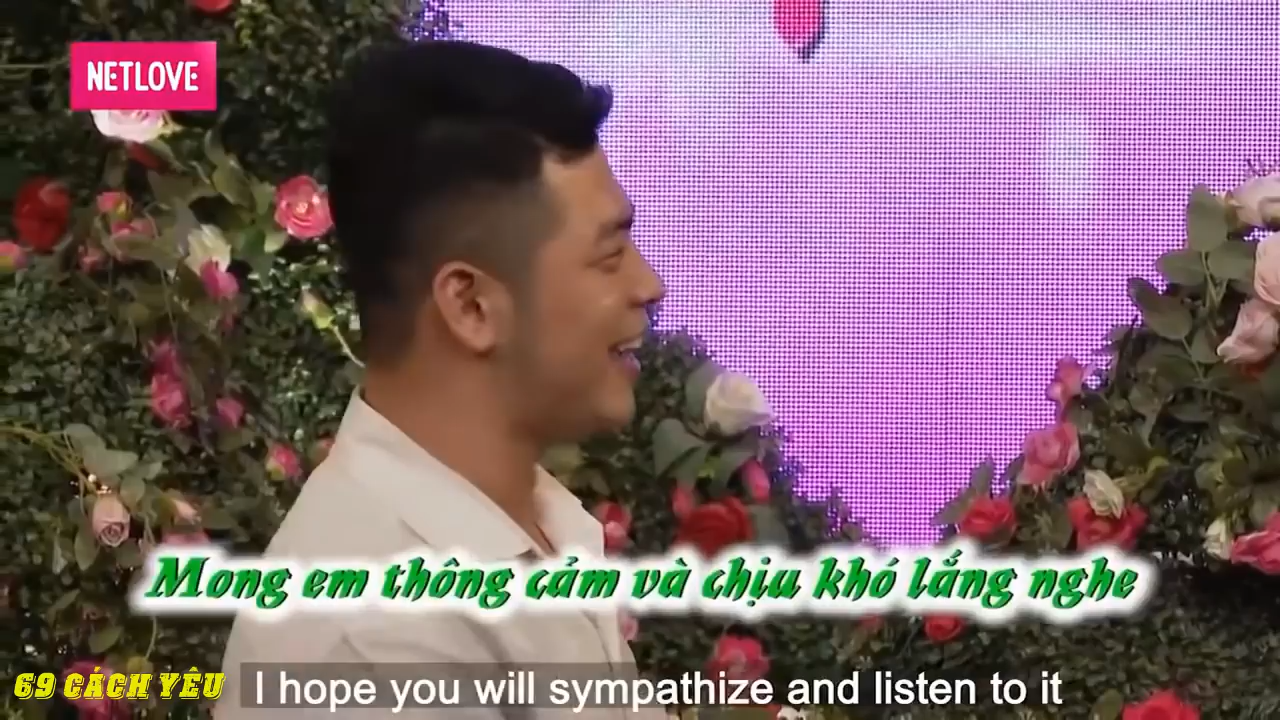 NETLOVE
Mong em thông cảm và chịu khó lắng nghe
69 CÁCH YÊU
I hope you will sympathize and listen to it